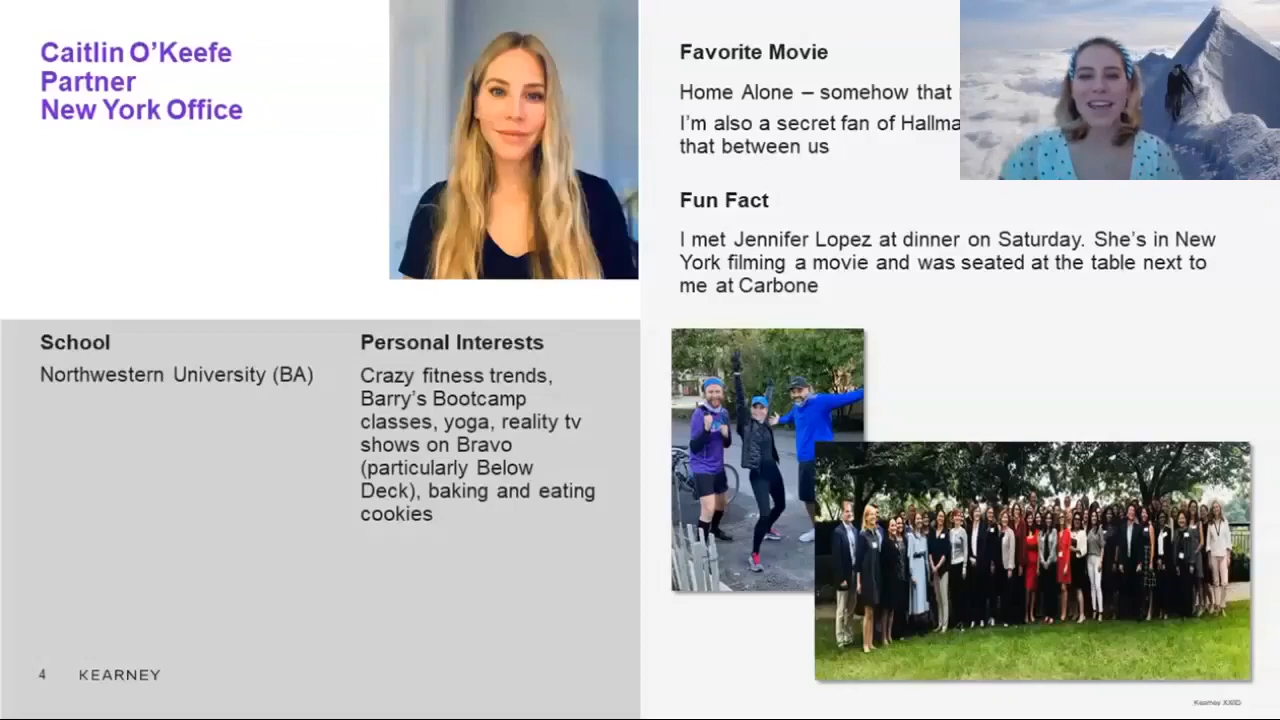 Caitlin O'Keefe
Partner
New York Office
School
Northwestern University (BA)
Personal Interests
Crazy fitness trends,
Barry's Bootcamp
classes, yoga, reality tv
shows on Bravo
(particularly Below
Deck), baking and eating
cookies
4 KEARNEY
Favorite Movie
Home Alone – somehow that
I'm also a secret fan of Hallma
that between us
Fun Fact
I met Jennifer Lopez at dinner on Saturday. She's in New
York filming a movie and was seated at the table next to
me at Carbone
Kearney